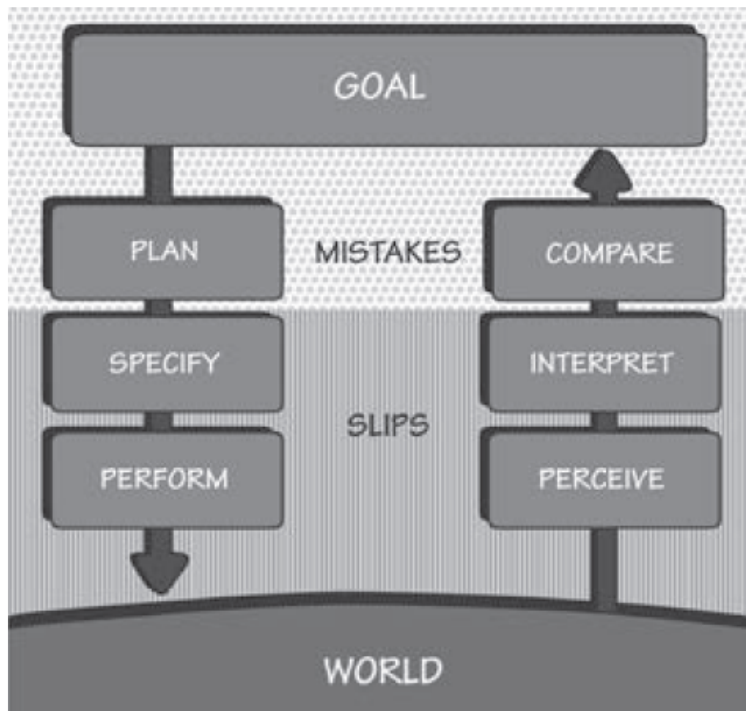 GOAL
PLAN
MISTAKES
COMPARE
SPECIFY
INTERPRET
SLIPS
PERFORM
PERCEIVE
WORLD